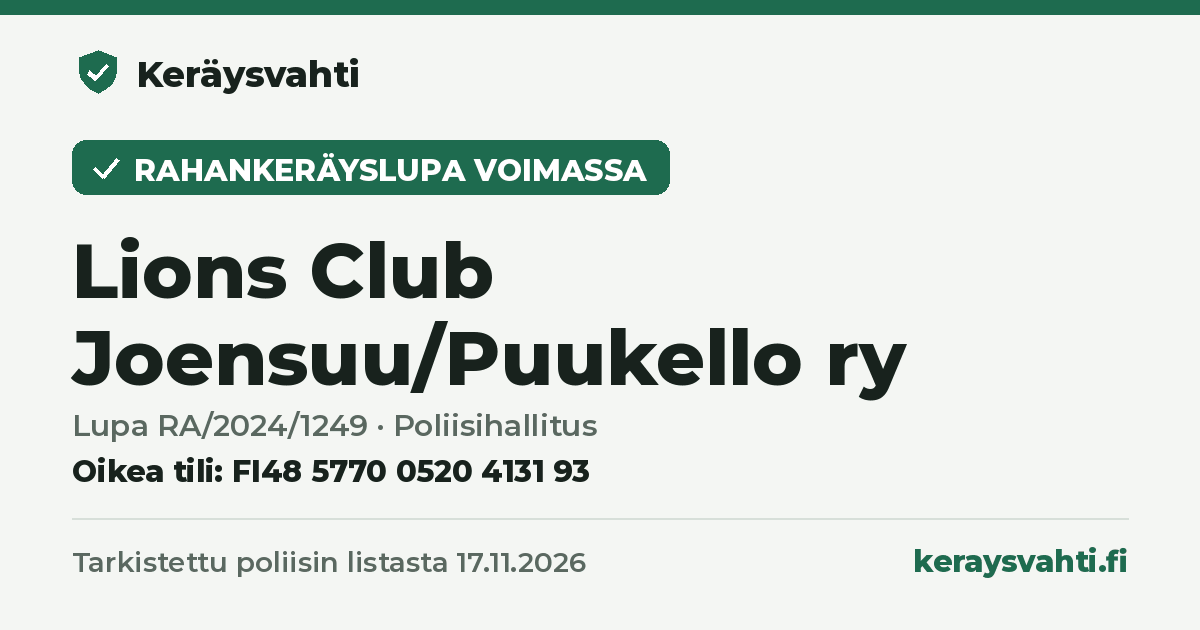 Keräysvahti
RAHANKERÄYSLUPA VOIMASSA
Lions Club
Joensuu/Puukello ry
Lupa RA/2024/1249 · Poliisihallitus
Oikea tili: FI48 5770 0520 4131 93
Tarkistettu poliisin listasta 17.11.2026
keraysvahti.fi